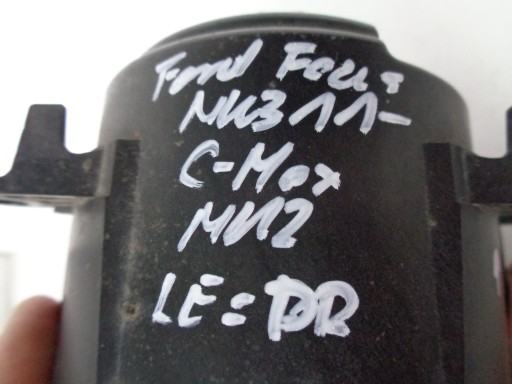 Ford Focus
MK3 11-
C-Max
MK2
LE=PR